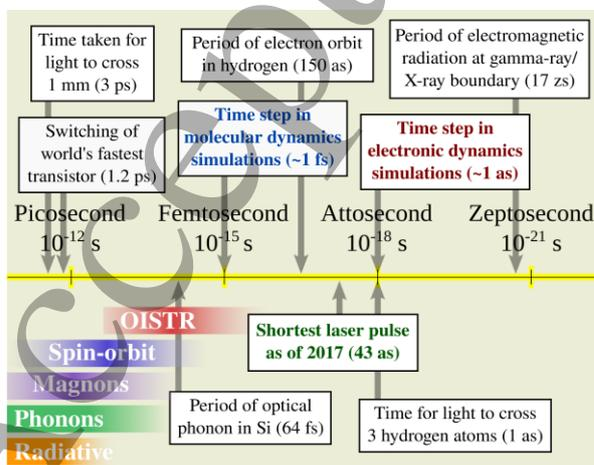 Time taken for
light to cross
1 mm (3 ps)
Period of electron orbit
in hydrogen (150 as)
Period of electromagnetic
radiation at gamma-ray/
X-ray boundary (17 zs)
Switching of
world's fastest
transistor (1.2 ps)
Time step in
molecular dynamics
simulations (~1 fs)
Time step in
electronic dynamics
simulations (~1 as)
Picosecond
10⁻¹² s
Femtosecond
10⁻¹⁵ s
Attosecond
10⁻¹⁸ s
Zeptosecond
10⁻²¹ s
OISTR
Spin-orbit
Magnons
Phonons
Radiative
Shortest laser pulse
as of 2017 (43 as)
Period of optical
phonon in Si (64 fs)
Time for light to cross
3 hydrogen atoms (1 as)